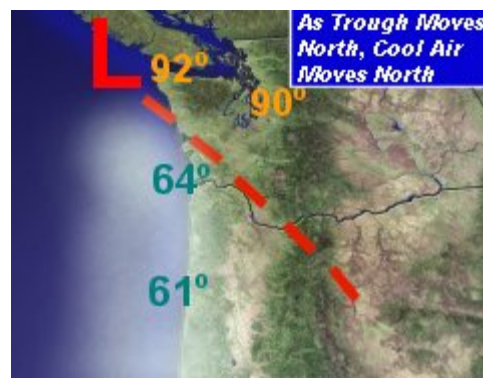 As Trough Moves
North, Cool Air
Moves North
L
92º
90º
64º
61º